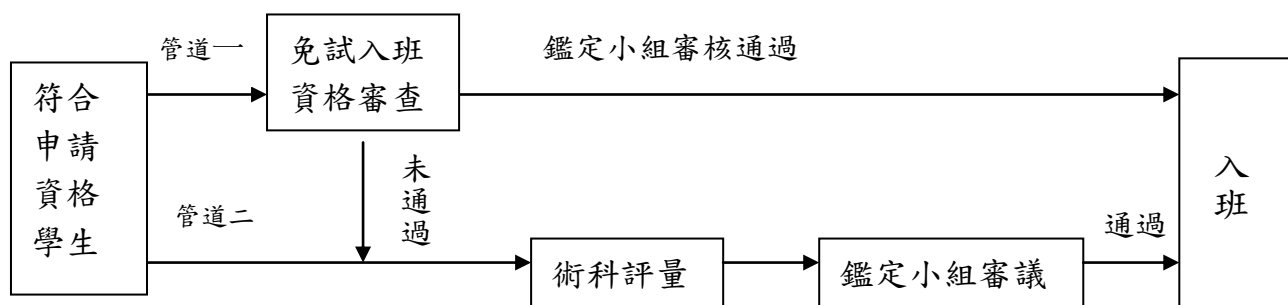 符合
申請
資格
學生
管道一
免試入班
資格審查
鑑定小組審核通過
未
通
過
管道二
術科評量
鑑定小組審議
通過
入
班